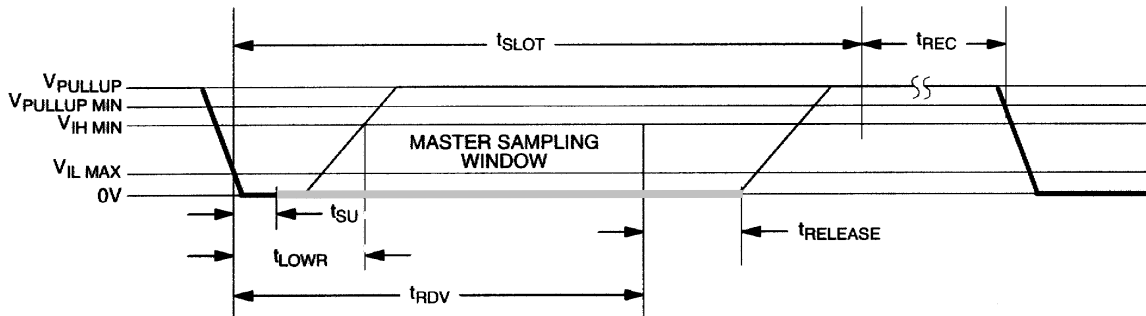 tSLOT
tREC
VPULLUP
VPULLUP MIN
VIH MIN
MASTER SAMPLING
WINDOW
VIL MAX
0V
tSU
tRELEASE
tLOWR
tRDV